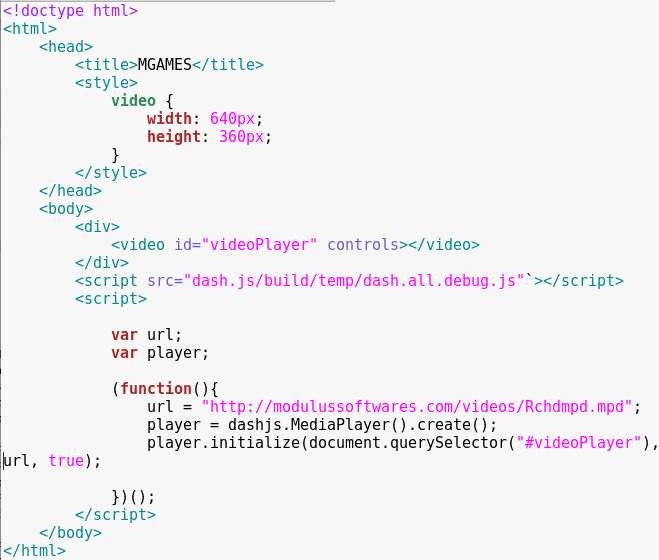 <!doctype html>
<html>
    <head>
        <title>MGAMES</title>
        <style>
            video {
                width: 640px;
                height: 360px;
            }
        </style>
    </head>
    <body>
        <div>
            <video id="videoPlayer" controls></video>
        </div>
        <script src="dash.js/build/temp/dash.all.debug.js"`></script>
        <script>
            var url;
            var player;
            (function(){
                url = "http://modulussoftwares.com/videos/Rchdmpd.mpd";
                player = dashjs.MediaPlayer().create();
                player.initialize(document.querySelector("#videoPlayer"),
url, true);
            })();
        </script>
    </body>
</html>